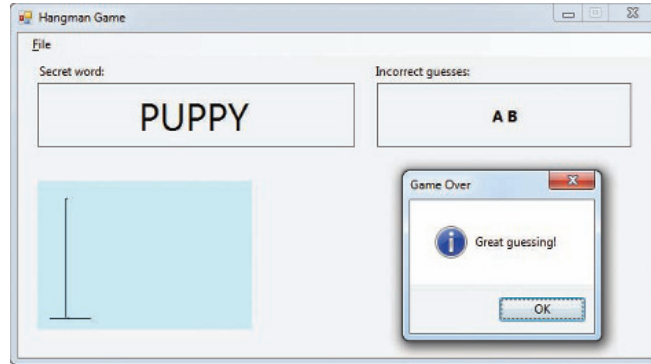 Hangman Game
File
Secret word:
Incorrect guesses:
PUPPY
A B
Game Over
Great guessing!
OK